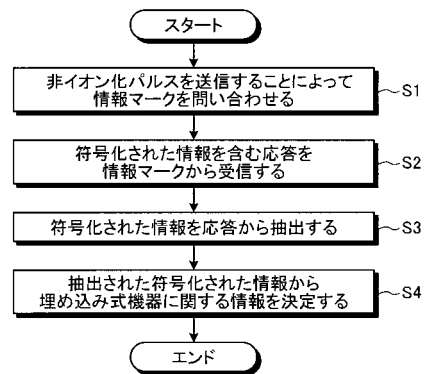 スタート
非イオン化パルスを送信することによって
情報マークを問い合わせる
S1
符号化された情報を含む応答を
情報マークから受信する
S2
符号化された情報を応答から抽出する
S3
抽出された符号化された情報から
埋め込み式機器に関する情報を決定する
S4
エンド